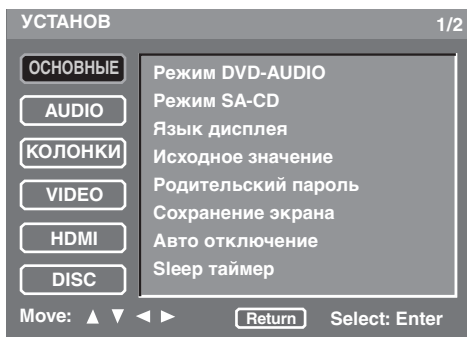 УСТАНОВ 1/2
ОСНОВНЫЕ
AUDIO
КОЛОНКИ
VIDEO
HDMI
DISC
Режим DVD-AUDIO
Режим SA-CD
Язык дисплея
Исходное значение
Родительский пароль
Сохранение экрана
Авто отключение
Sleep таймер
Move: ▲ ▼ ◄ ► Return Select: Enter